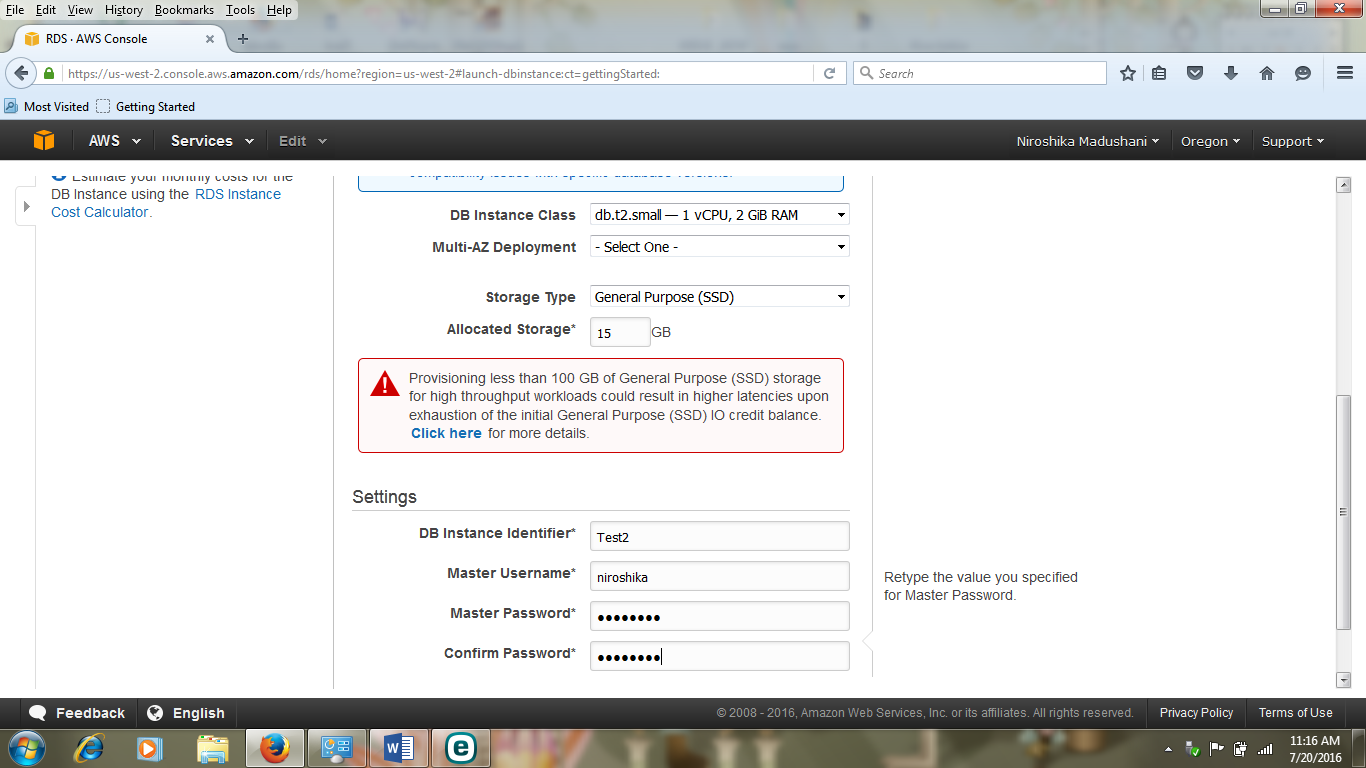 File Edit View History Bookmarks Tools Help
RDS · AWS Console
https://us-west-2.console.aws.amazon.com/rds/home?region=us-west-2#launch-dbinstance:ct=gettingStarted:
Search
Most Visited Getting Started
AWS Services Edit Niroshika Madushani Oregon Support
Estimate your monthly costs for the
DB Instance using the RDS Instance
Cost Calculator.
compatibility issues with specific database versions.
DB Instance Class db.t2.small — 1 vCPU, 2 GiB RAM
Multi-AZ Deployment - Select One -
Storage Type General Purpose (SSD)
Allocated Storage* 15 GB
Provisioning less than 100 GB of General Purpose (SSD) storage
for high throughput workloads could result in higher latencies upon
exhaustion of the initial General Purpose (SSD) IO credit balance.
Click here for more details.
Settings
DB Instance Identifier* Test2
Master Username* niroshika
Master Password* ●●●●●●●●
Confirm Password* ●●●●●●●●
Retype the value you specified
for Master Password.
Feedback English © 2008 - 2016, Amazon Web Services, Inc. or its affiliates. All rights reserved. Privacy Policy Terms of Use
11:16 AM
7/20/2016